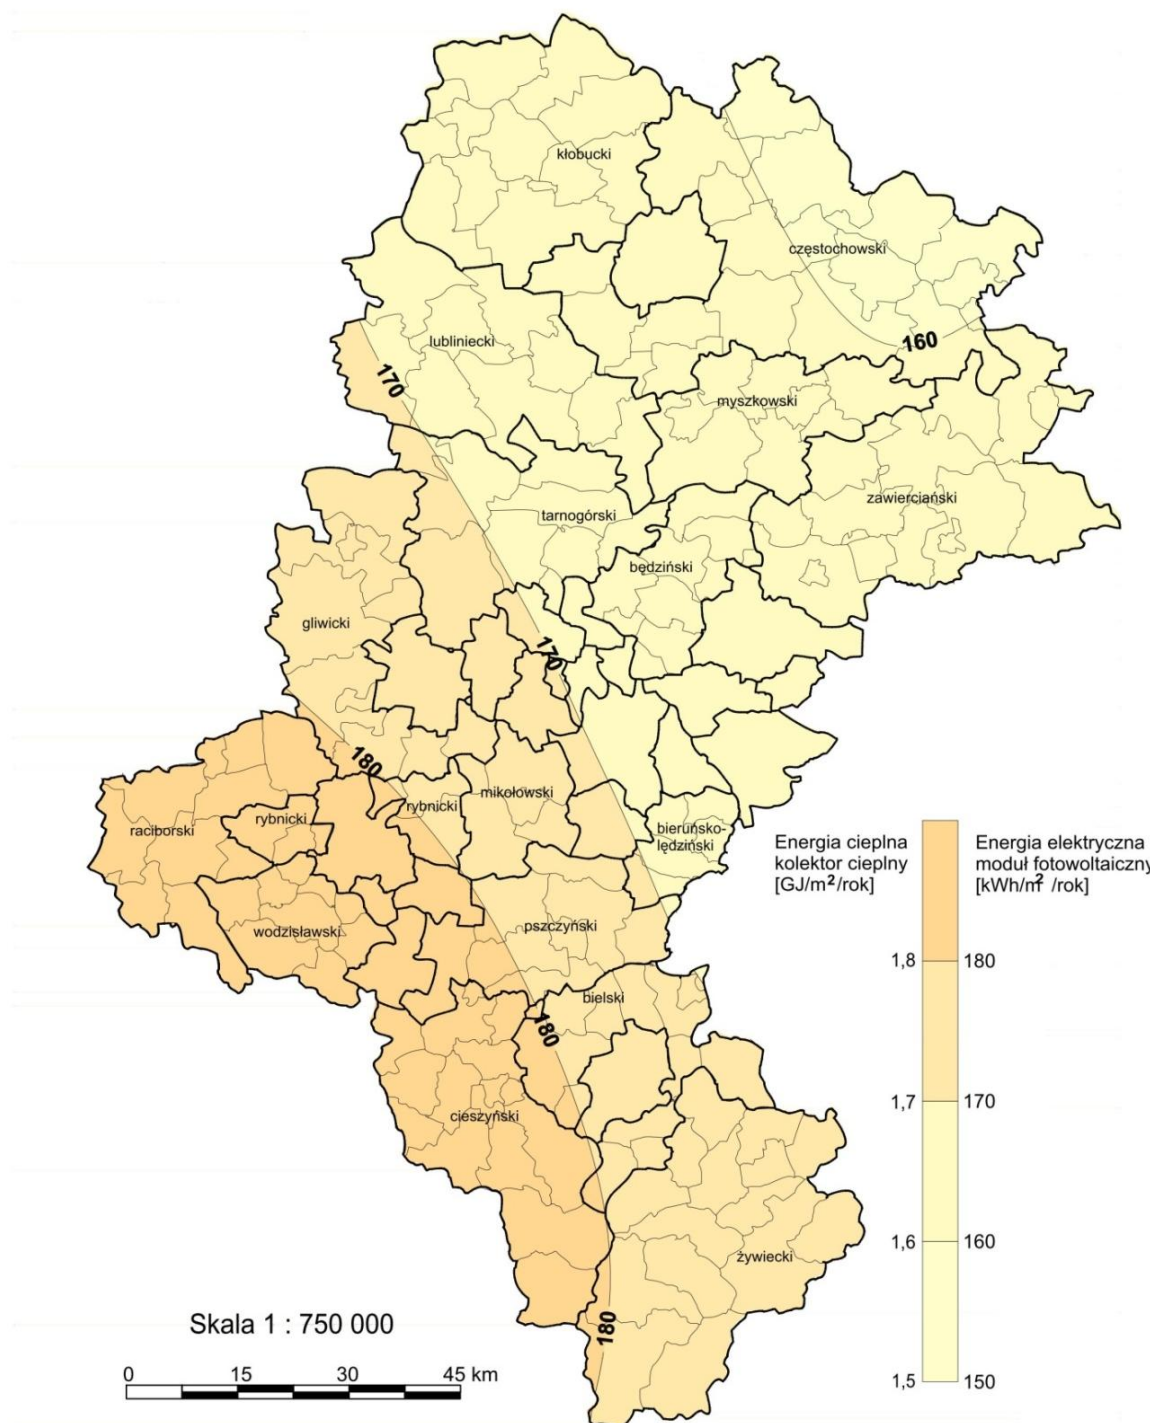 kłobucki
częstochowski
160
lubliniecki
170
myszkowski
zawierciański
tarnogórski
będziński
gliwicki
170
180
mikołowski
rybnicki
rybnicki
raciborski
bieruńsko-
lędziński
Energia cieplna
kolektor cieplny
[GJ/m²/rok]
Energia elektryczna
moduł fotowoltaiczny
[kWh/m² /rok]
wodzisławski
pszczyński
1,8 180
bielski
180
cieszyński
1,7 170
żywiecki
1,6 160
180
Skala 1 : 750 000
0 15 30 45 km
1,5 150